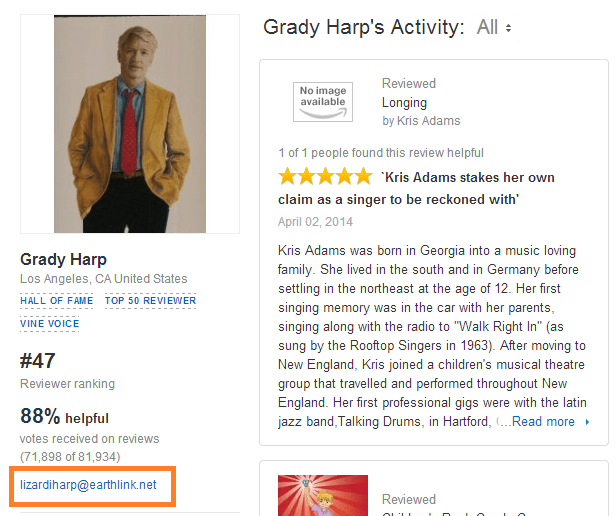 Grady Harp's Activity: All
No image
available
Reviewed
Longing
by Kris Adams
1 of 1 people found this review helpful
`Kris Adams stakes her own
claim as a singer to be reckoned with'
April 02, 2014
Kris Adams was born in Georgia into a music loving
family. She lived in the south and in Germany before
settling in the northeast at the age of 12. Her first
singing memory was in the car with her parents,
singing along with the radio to "Walk Right In" (as
sung by the Rooftop Singers in 1963). After moving to
New England, Kris joined a children's musical theatre
group that travelled and performed throughout New
England. Her first professional gigs were with the latin
jazz band,Talking Drums, in Hartford, ( ...Read more
Grady Harp
Los Angeles, CA United States
HALL OF FAME TOP 50 REVIEWER
VINE VOICE
#47
Reviewer ranking
88% helpful
votes received on reviews
(71,898 of 81,934)
lizardiharp@earthlink.net
Reviewed